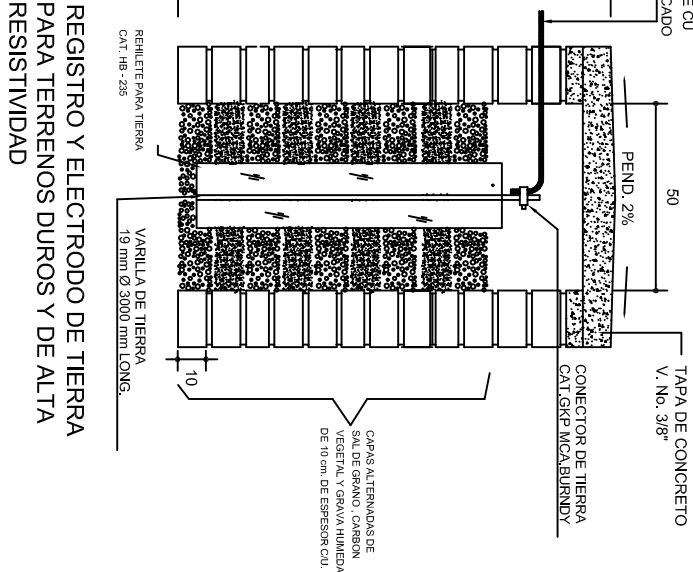 E CU
CADO
50
PEND. 2%
TAPA DE CONCRETO
V. No. 3/8"
CONECTOR DE TIERRA
CAT.GKP MCA.BURNDY
REHILETE PARA TIERRA
CAT. HB - 235
VARILLA DE TIERRA
19 mm Ø 3000 mm LONG.
10
CAPAS ALTERNADAS DE
SAL DE GRANO , CARBON
VEGETAL Y GRAVA HUMEDA
DE 10 cm. DE ESPESOR C/U.
REGISTRO Y ELECTRODO DE TIERRA
PARA TERRENOS DUROS Y DE ALTA
RESISTIVIDAD